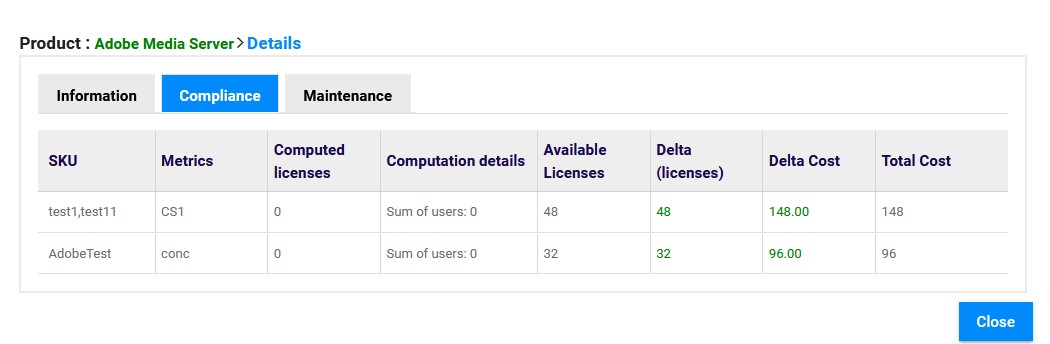 Product : Adobe Media Server > Details
Information Compliance Maintenance
SKU Metrics Computed licenses Computation details Available Licenses Delta (licenses) Delta Cost Total Cost
test1,test11 CS1 0 Sum of users: 0 48 48 148.00 148
AdobeTest conc 0 Sum of users: 0 32 32 96.00 96
Close